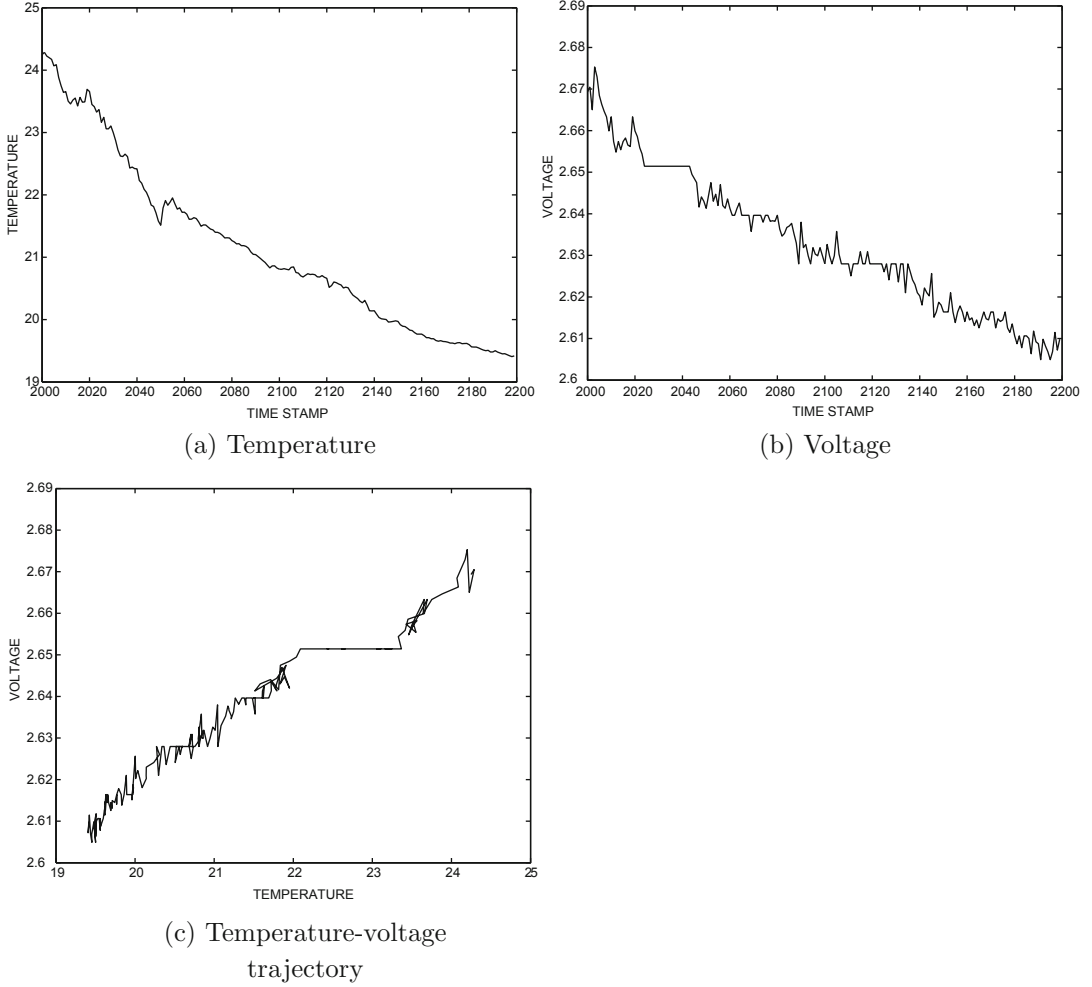 25
24
23
22
21
20
19
TEMPERATURE
2000 2020 2040 2060 2080 2100 2120 2140 2160 2180 2200
TIME STAMP
(a) Temperature
2.69
2.68
2.67
2.66
2.65
2.64
2.63
2.62
2.61
2.6
VOLTAGE
2000 2020 2040 2060 2080 2100 2120 2140 2160 2180 2200
TIME STAMP
(b) Voltage
2.69
2.68
2.67
2.66
2.65
2.64
2.63
2.62
2.61
2.6
VOLTAGE
19 20 21 22 23 24 25
TEMPERATURE
(c) Temperature-voltage
trajectory